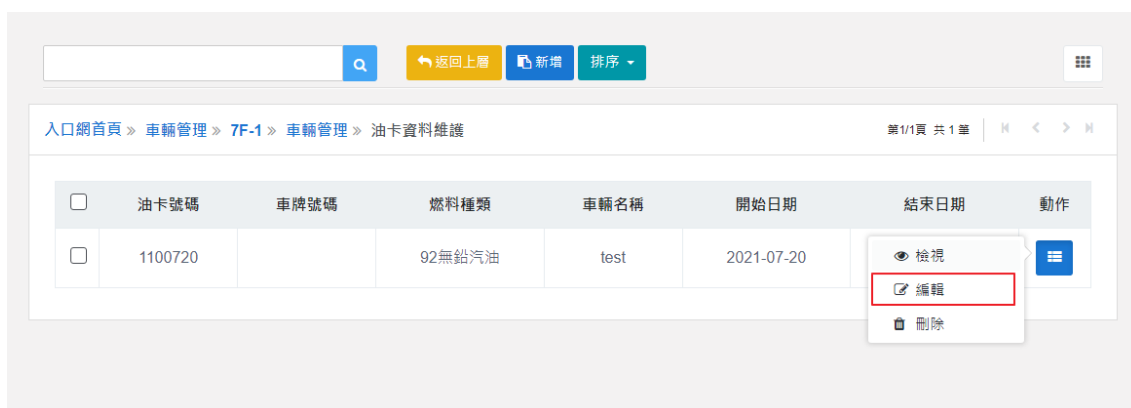 返回上層 新增 排序
入口網首頁 » 車輛管理 » 7F-1 » 車輛管理 » 油卡資料維護 第1/1頁 共 1 筆
油卡號碼 車牌號碼 燃料種類 車輛名稱 開始日期 結束日期 動作
1100720 92無鉛汽油 test 2021-07-20 檢視
編輯
刪除